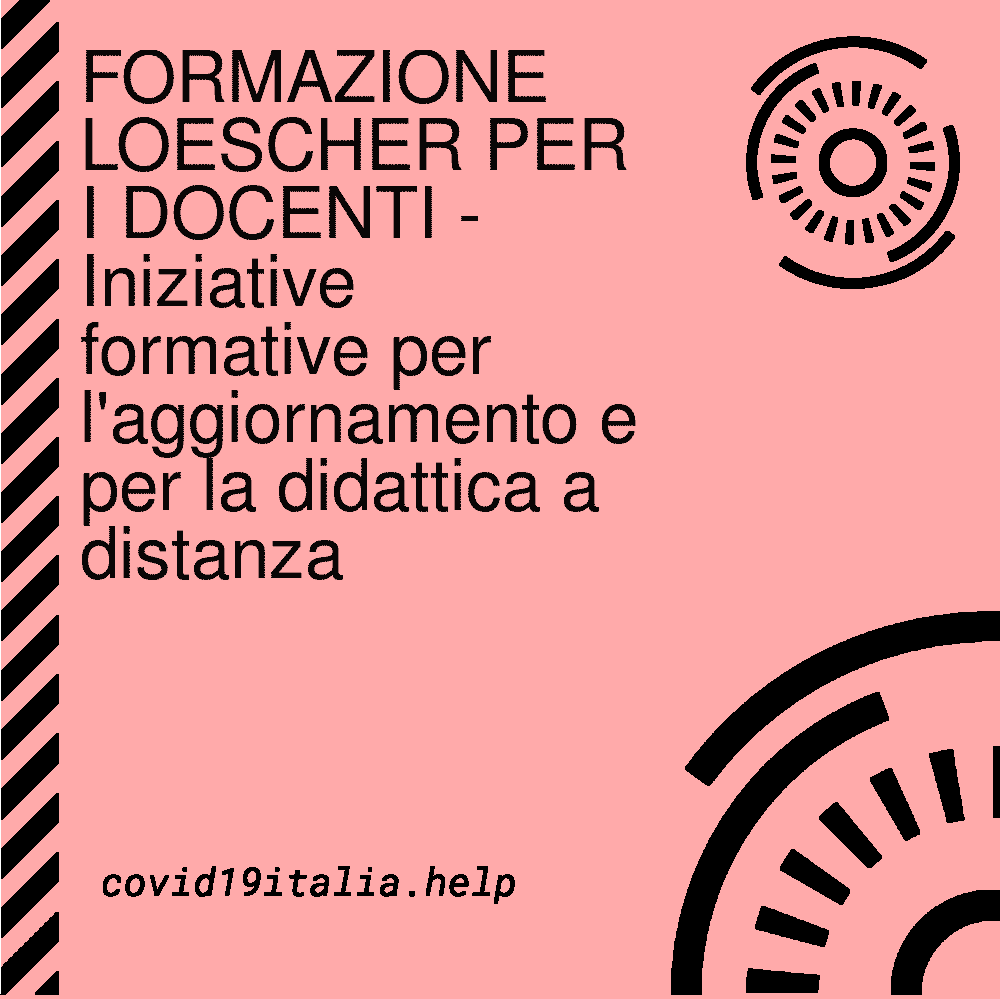 FORMAZIONE
LOESCHER PER
I DOCENTI -
Iniziative
formative per
l'aggiornamento e
per la didattica a
distanza
covid19italia.help